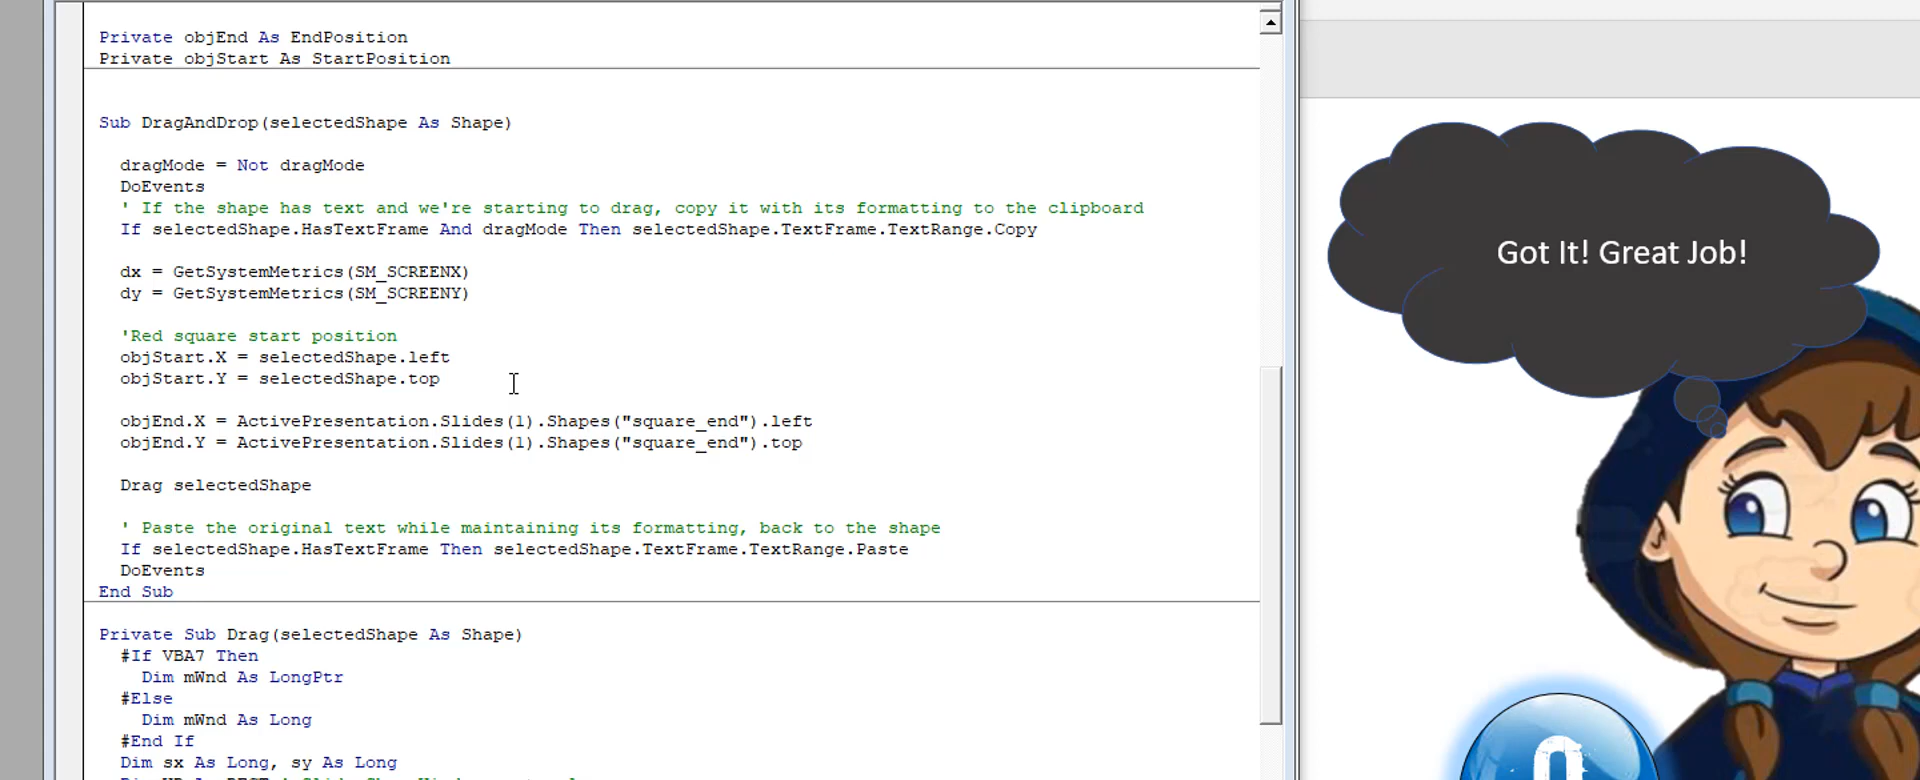 Private objEnd As EndPosition
Private objStart As StartPosition
Sub DragAndDrop(selectedShape As Shape)
dragMode = Not dragMode
DoEvents
' If the shape has text and we're starting to drag, copy it with its formatting to the clipboard
If selectedShape.HasTextFrame And dragMode Then selectedShape.TextFrame.TextRange.Copy
dx = GetSystemMetrics(SM_SCREENX)
dy = GetSystemMetrics(SM_SCREENY)
'Red square start position
objStart.X = selectedShape.left
objStart.Y = selectedShape.top
objEnd.X = ActivePresentation.Slides(1).Shapes("square_end").left
objEnd.Y = ActivePresentation.Slides(1).Shapes("square_end").top
Drag selectedShape
' Paste the original text while maintaining its formatting, back to the shape
If selectedShape.HasTextFrame Then selectedShape.TextFrame.TextRange.Paste
DoEvents
End Sub
Private Sub Drag(selectedShape As Shape)
#If VBA7 Then
Dim mWnd As LongPtr
#Else
Dim mWnd As Long
#End If
Dim sx As Long, sy As Long
Got It! Great Job!